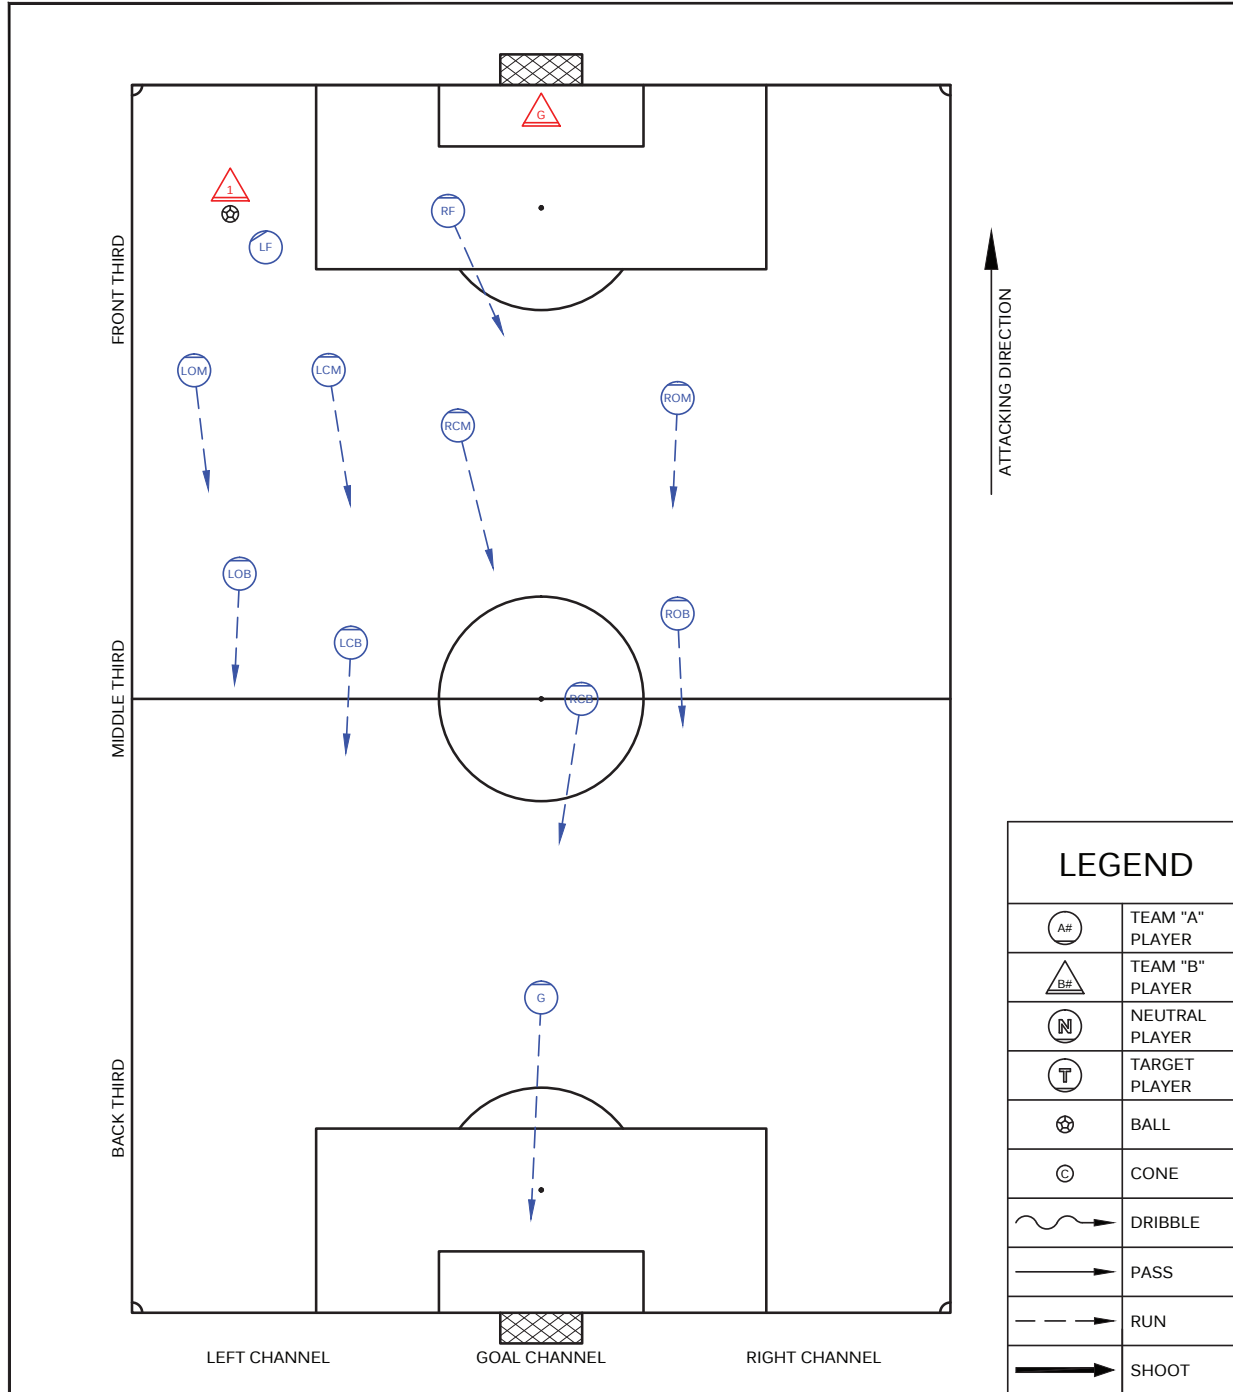 G
1
RF
LF
FRONT THIRD
LOM
LCM
ROM
RCM
ATTACKING DIRECTION
LOB
ROB
LCB
RCB
MIDDLE THIRD
G
BACK THIRD
LEFT CHANNEL
GOAL CHANNEL
RIGHT CHANNEL
LEGEND
A#
TEAM "A"
PLAYER
B#
TEAM "B"
PLAYER
N
NEUTRAL
PLAYER
T
TARGET
PLAYER
BALL
C
CONE
DRIBBLE
PASS
RUN
SHOOT